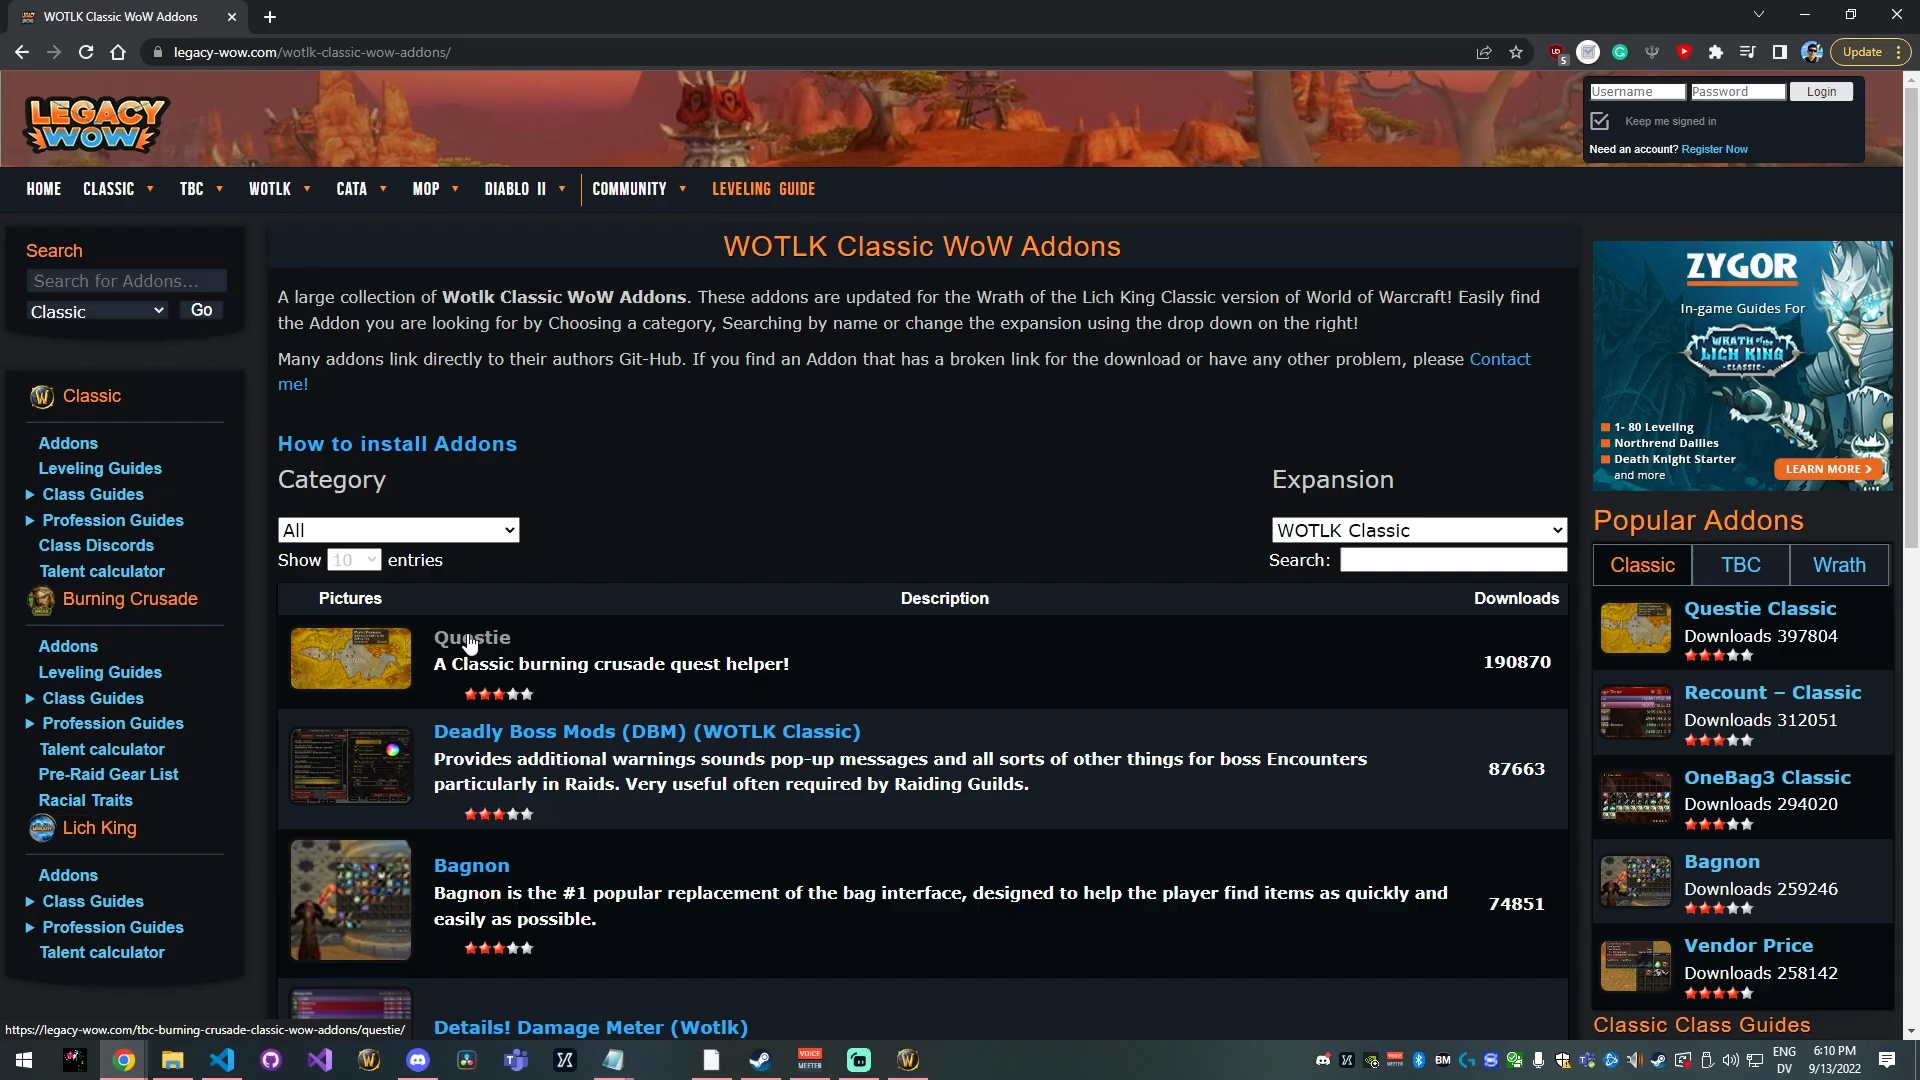 WOTLK Classic WoW Addons
legacy-wow.com/wotlk-classic-wow-addons/
5
Update
LEGACY
WOW
Username
Password
Login
Keep me signed in
Need an account? Register Now
HOME
CLASSIC
TBC
WOTLK
CATA
MOP
DIABLO II
COMMUNITY
LEVELING GUIDE
Search
Search for Addons...
Classic
Go
Classic
Addons
Leveling Guides
Class Guides
Profession Guides
Class Discords
Talent calculator
Burning Crusade
Addons
Leveling Guides
Class Guides
Profession Guides
Talent calculator
Pre-Raid Gear List
Racial Traits
Lich King
Addons
Class Guides
Profession Guides
Talent calculator
WOTLK Classic WoW Addons
A large collection of Wotlk Classic WoW Addons. These addons are updated for the Wrath of the Lich King Classic version of World of Warcraft! Easily find
the Addon you are looking for by Choosing a category, Searching by name or change the expansion using the drop down on the right!
Many addons link directly to their authors Git-Hub. If you find an Addon that has a broken link for the download or have any other problem, please Contact
me!
How to install Addons
Category
Expansion
All
WOTLK Classic
Show 10 entries
Search:
Pictures
Description
Downloads
Questie
A Classic burning crusade quest helper!
190870
Deadly Boss Mods (DBM) (WOTLK Classic)
Provides additional warnings sounds pop-up messages and all sorts of other things for boss Encounters
particularly in Raids. Very useful often required by Raiding Guilds.
87663
Bagnon
Bagnon is the #1 popular replacement of the bag interface, designed to help the player find items as quickly and
easily as possible.
74851
Details! Damage Meter (Wotlk)
ZYGOR
In-game Guides For
WRATH of the
LICH KING
CLASSIC
1- 80 Leveling
Northrend Dailies
Death Knight Starter
and more
LEARN MORE >
Popular Addons
Classic
TBC
Wrath
Questie Classic
Downloads 397804
Recount – Classic
Downloads 312051
OneBag3 Classic
Downloads 294020
Bagnon
Downloads 259246
Vendor Price
Downloads 258142
Classic Class Guides
https://legacy-wow.com/tbc-burning-crusade-classic-wow-addons/questie/
VOICE
MEETER
BM
ENG
DV
6:10 PM
9/13/2022